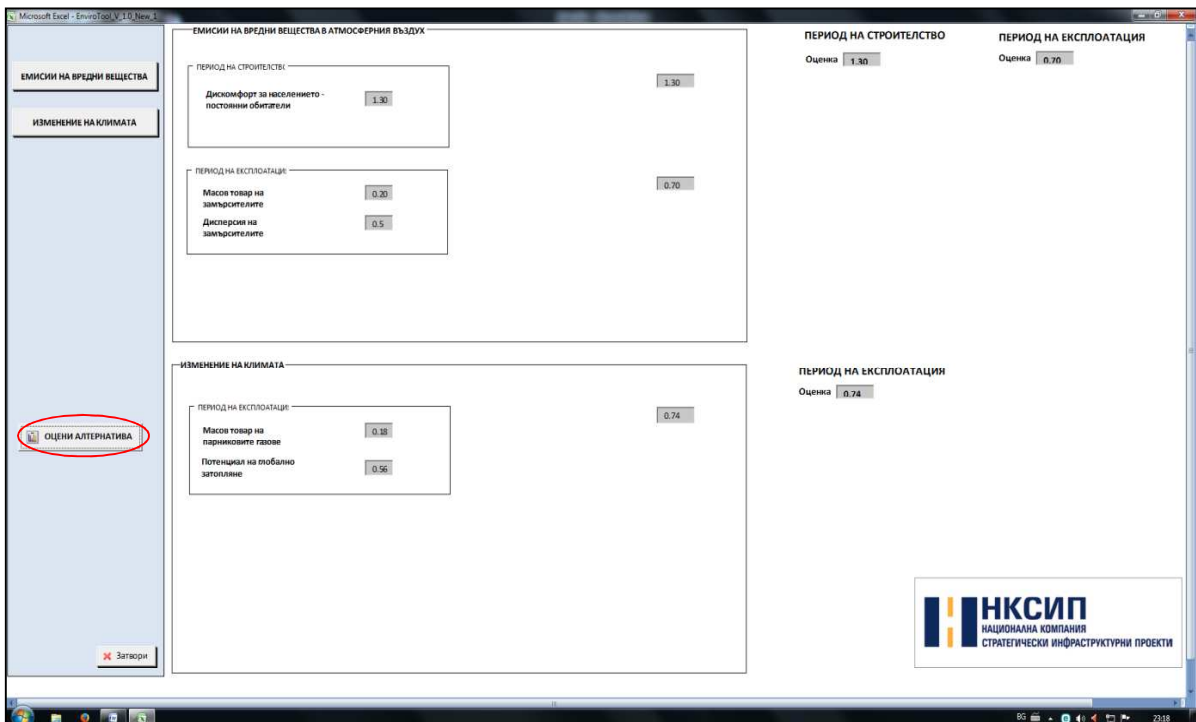 Microsoft Excel - EnviroTool_V_1.0_New_1
ЕМИСИИ НА ВРЕДНИ ВЕЩЕСТВА
ИЗМЕНЕНИЕ НА КЛИМАТА
ОЦЕНИ АЛТЕРНАТИВА
Затвори
ЕМИСИИ НА ВРЕДНИ ВЕЩЕСТВА В АТМОСФЕРНИЯ ВЪЗДУХ
ПЕРИОД НА СТРОИТЕЛСТВ
Дискомфорт за населението -
постоянни обитатели
1.30
1.30
ПЕРИОД НА ЕКСПЛОАТАЦИ
Масов товар на
замърсителите
0.20
Дисперсия на
замърсителите
0.5
0.70
ПЕРИОД НА СТРОИТЕЛСТВО
Оценка 1.30
ПЕРИОД НА ЕКСПЛОАТАЦИЯ
Оценка 0.70
ИЗМЕНЕНИЕ НА КЛИМАТА
ПЕРИОД НА ЕКСПЛОАТАЦИ
Масов товар на
парниковите газове
0.18
Потенциал на глобално
затопляне
0.56
0.74
ПЕРИОД НА ЕКСПЛОАТАЦИЯ
Оценка 0.74
НКСИП
НАЦИОНАЛНА КОМПАНИЯ
СТРАТЕГИЧЕСКИ ИНФРАСТРУКТУРНИ ПРОЕКТИ
BG
23:18